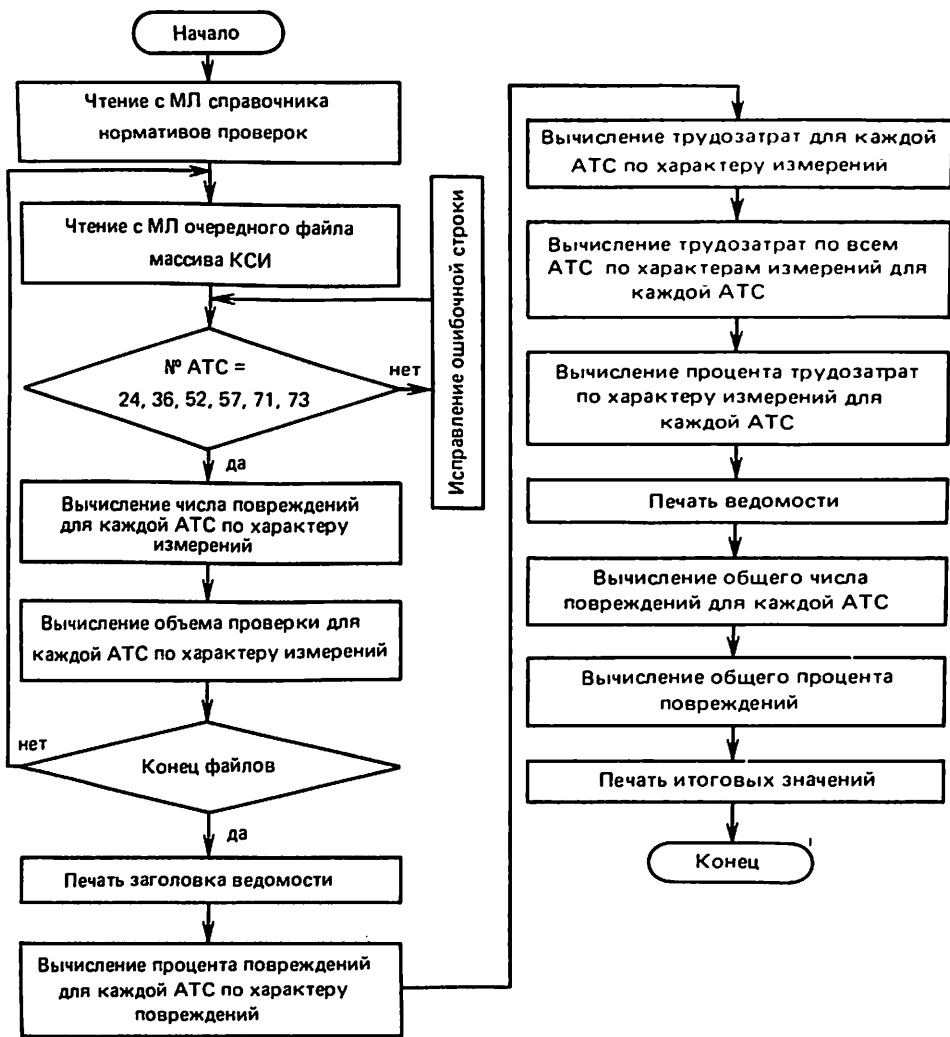 Начало
Чтение с МЛ справочника
нормативов проверок
Чтение с МЛ очередного файла
массива КСИ
Исправление ошибочной строки
№ АТС =
24, 36, 52, 57, 71, 73
нет
да
Вычисление числа повреждений
для каждой АТС по характеру
измерений
Вычисление объема проверки для
каждой АТС по характеру измерений
нет
Конец файлов
да
Печать заголовка ведомости
Вычисление процента повреждений
для каждой АТС по характеру
повреждений
Вычисление трудозатрат для каждой
АТС по характеру измерений
Вычисление трудозатрат по всем
АТС по характерам измерений для
каждой АТС
Вычисление процента трудозатрат
по характеру измерений для
каждой АТС
Печать ведомости
Вычисление общего числа
повреждений для каждой АТС
Вычисление общего процента
повреждений
Печать итоговых значений
Конец